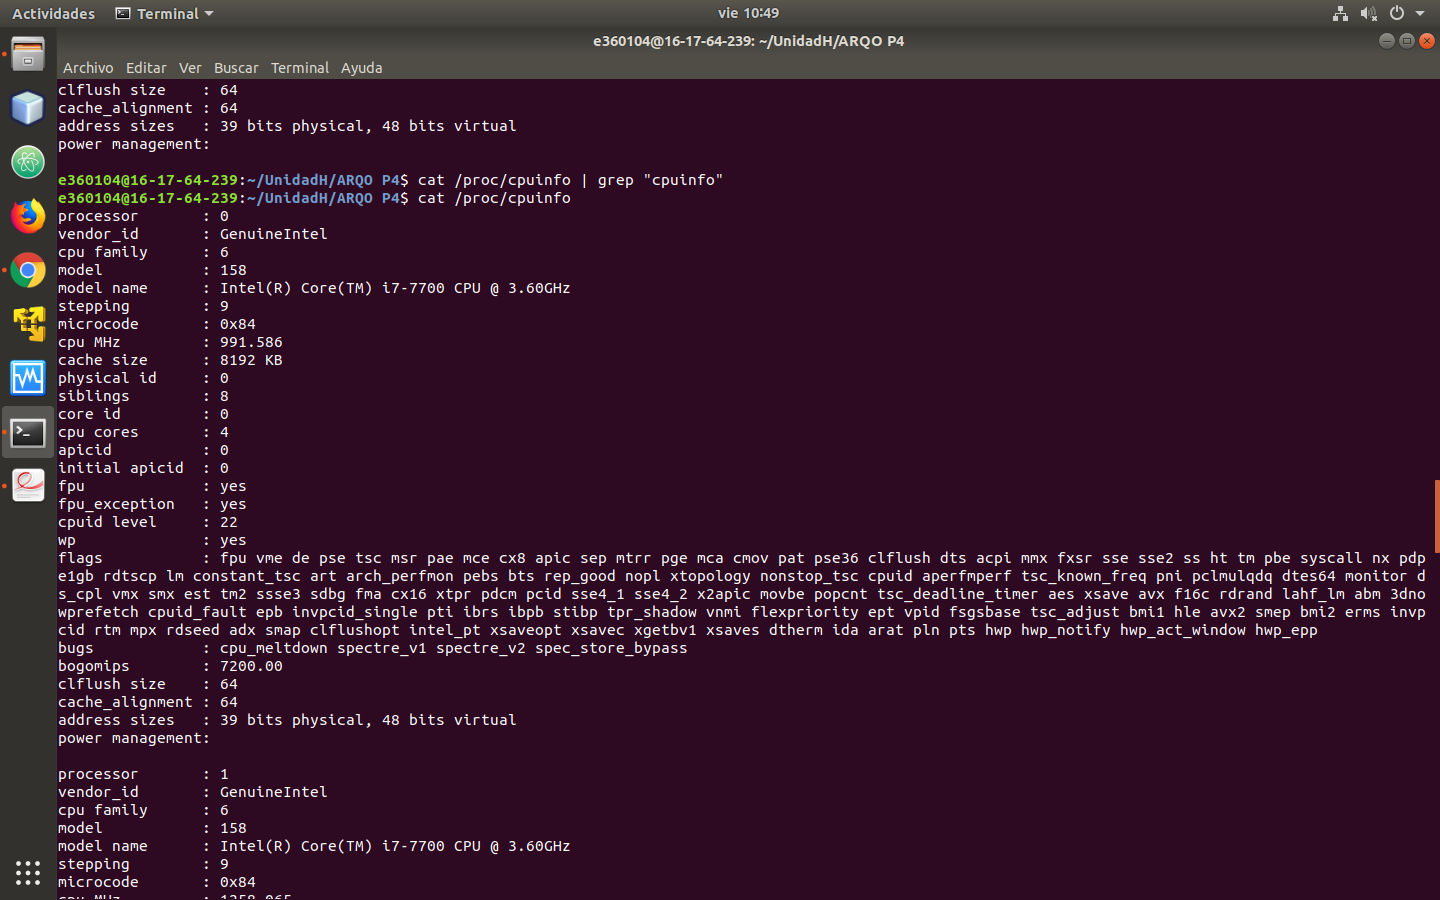 Actividades Terminal vie 10:49
e360104@16-17-64-239: ~/UnidadH/ARQO P4
Archivo Editar Ver Buscar Terminal Ayuda
clflush size : 64
cache_alignment : 64
address sizes : 39 bits physical, 48 bits virtual
power management:
e360104@16-17-64-239:~/UnidadH/ARQO P4$ cat /proc/cpuinfo | grep "cpuinfo"
e360104@16-17-64-239:~/UnidadH/ARQO P4$ cat /proc/cpuinfo
processor : 0
vendor_id : GenuineIntel
cpu family : 6
model : 158
model name : Intel(R) Core(TM) i7-7700 CPU @ 3.60GHz
stepping : 9
microcode : 0x84
cpu MHz : 991.586
cache size : 8192 KB
physical id : 0
siblings : 8
core id : 0
cpu cores : 4
apicid : 0
initial apicid : 0
fpu : yes
fpu_exception : yes
cpuid level : 22
wp : yes
flags : fpu vme de pse tsc msr pae mce cx8 apic sep mtrr pge mca cmov pat pse36 clflush dts acpi mmx fxsr sse sse2 ss ht tm pbe syscall nx pdp
e1gb rdtscp lm constant_tsc art arch_perfmon pebs bts rep_good nopl xtopology nonstop_tsc cpuid aperfmperf tsc_known_freq pni pclmulqdq dtes64 monitor d
s_cpl vmx smx est tm2 ssse3 sdbg fma cx16 xtpr pdcm pcid sse4_1 sse4_2 x2apic movbe popcnt tsc_deadline_timer aes xsave avx f16c rdrand lahf_lm abm 3dno
wprefetch cpuid_fault epb invpcid_single pti ibrs ibpb stibp tpr_shadow vnmi flexpriority ept vpid fsgsbase tsc_adjust bmi1 hle avx2 smep bmi2 erms invp
cid rtm mpx rdseed adx smap clflushopt intel_pt xsaveopt xsavec xgetbv1 xsaves dtherm ida arat pln pts hwp hwp_notify hwp_act_window hwp_epp
bugs : cpu_meltdown spectre_v1 spectre_v2 spec_store_bypass
bogomips : 7200.00
clflush size : 64
cache_alignment : 64
address sizes : 39 bits physical, 48 bits virtual
power management:
processor : 1
vendor_id : GenuineIntel
cpu family : 6
model : 158
model name : Intel(R) Core(TM) i7-7700 CPU @ 3.60GHz
stepping : 9
microcode : 0x84
cpu MHz :